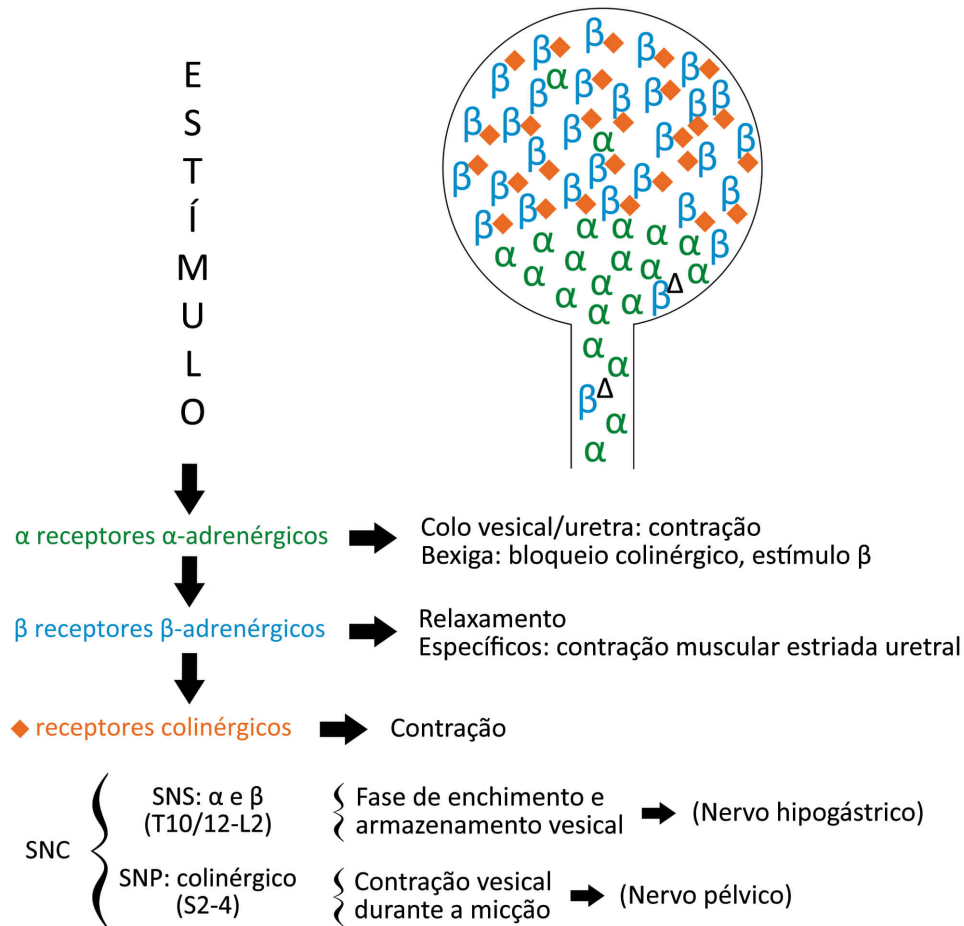 E
S
T
Í
M
U
L
O
β β β β β
β α β β β β
β β β β β
β β β α β β β
β β β β β β
β β β β β β
α α α α β
α α α α α
α α α α β Δ
α
α α
β Δ
α
α
α receptores α-adrenérgicos
Colo vesical/uretra: contração
Bexiga: bloqueio colinérgico, estímulo β
β receptores β-adrenérgicos
Relaxamento
Específicos: contração muscular estriada uretral
receptores colinérgicos
Contração
SNC
SNS: α e β
(T10/12-L2)
Fase de enchimento e
armazenamento vesical
(Nervo hipogástrico)
SNP: colinérgico
(S2-4)
Contração vesical
durante a micção
(Nervo pélvico)